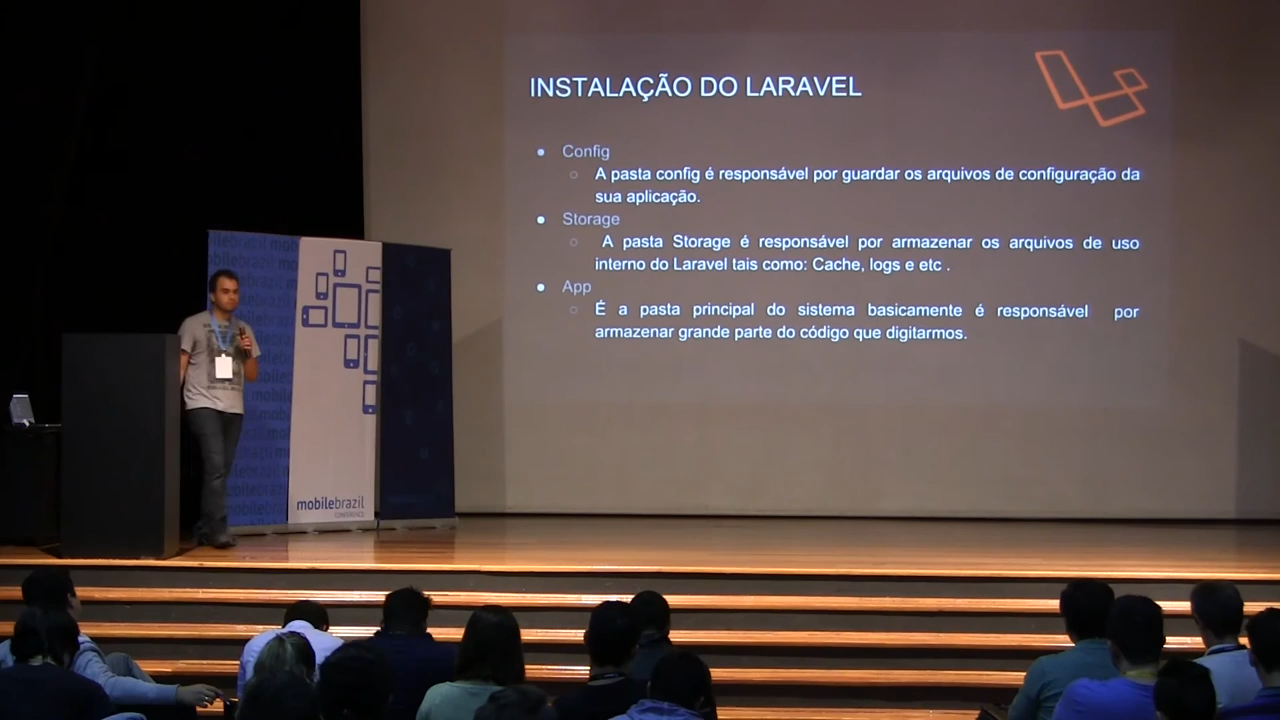 INSTALAÇÃO DO LARAVEL
● Config
○ A pasta config é responsável por guardar os arquivos de configuração da
sua aplicação.
● Storage
○ A pasta Storage é responsável por armazenar os arquivos de uso
interno do Laravel tais como: Cache, logs e etc .
● App
○ É a pasta principal do sistema basicamente é responsável por
armazenar grande parte do código que digitarmos.
mobilebrazil
CONFERENCE